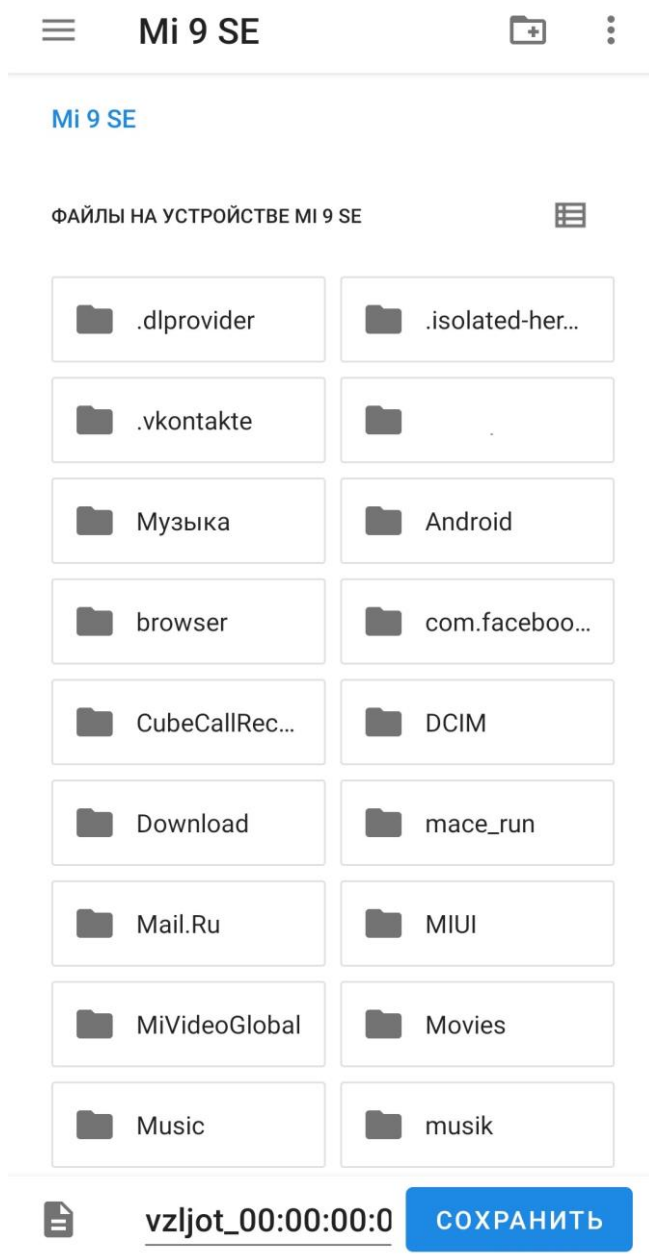 Mi 9 SE
Mi 9 SE
ФАЙЛЫ НА УСТРОЙСТВЕ MI 9 SE
.dlprovider
.isolated-her...
.vkontakte
.
Музыка
Android
browser
com.faceboo...
CubeCallRec...
DCIM
Download
mace_run
Mail.Ru
MIUI
MiVideoGlobal
Movies
Music
musik
vzljot_00:00:00:0
СОХРАНИТЬ